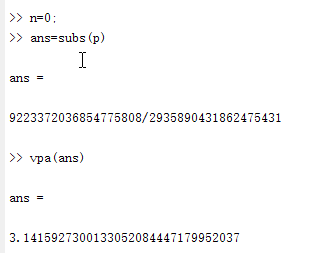 >> n=0;
>> ans=subs(p)
ans =
9223372036854775808/2935890431862475431
>> vpa(ans)
ans =
3.1415927300133052084447179952037